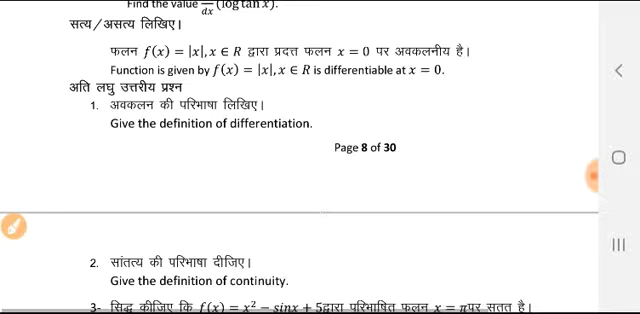 Find the value d/dx (log tan x).
सत्य/असत्य लिखिए।
फलन f(x) = |x|, x ∈ R द्वारा प्रदत्त फलन x = 0 पर अवकलनीय है।
Function is given by f(x) = |x|, x ∈ R is differentiable at x = 0.
अति लघु उत्तरीय प्रश्न
1. अवकलन की परिभाषा लिखिए।
Give the definition of differentiation.
Page 8 of 30
2. सांतत्य की परिभाषा दीजिए।
Give the definition of continuity.
3- सिद्ध कीजिए कि f(x) = x² − sinx + 5द्वारा परिभाषित फलन x = πपर सतत है।